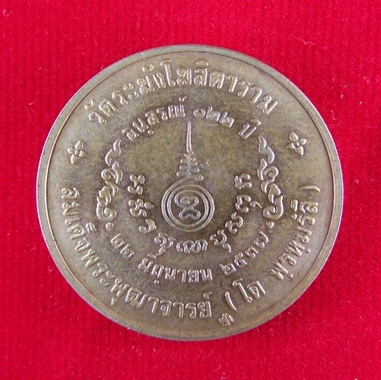 วัดระฆังโฆสิตาราม
อนุสรณ์ ๑๒๒ ปี
๒๒ มิถุนายน ๒๕๓๗
สมเด็จพระพุฒาจารย์ (โต พฺรหฺมรํสี)